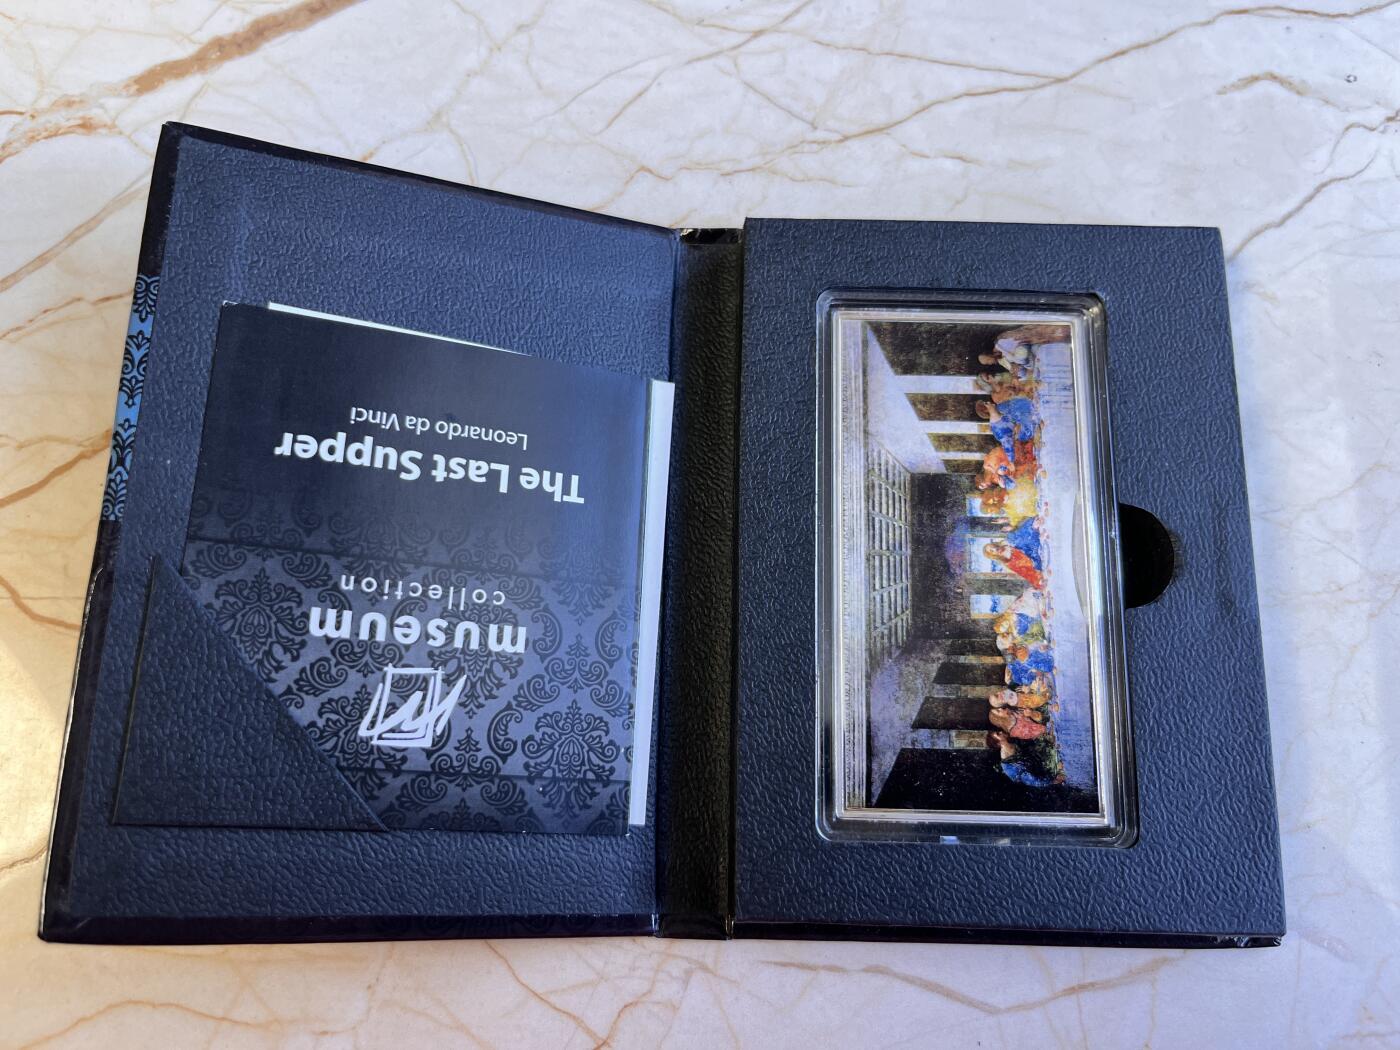 museum
collection
The Last Supper
Leonardo da Vinci